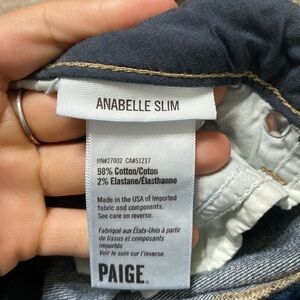 ANABELLE SLIM
RN#27002 CA#51217
98% Cotton/Coton
2% Elastane/Élasthanne
Made in the USA of Imported
fabric and components.
See care on reverse.
Fabriqué aux États-Unis à partir
de tissus et composants
importés
Voir le soin sur l'inverse.
PAIGE